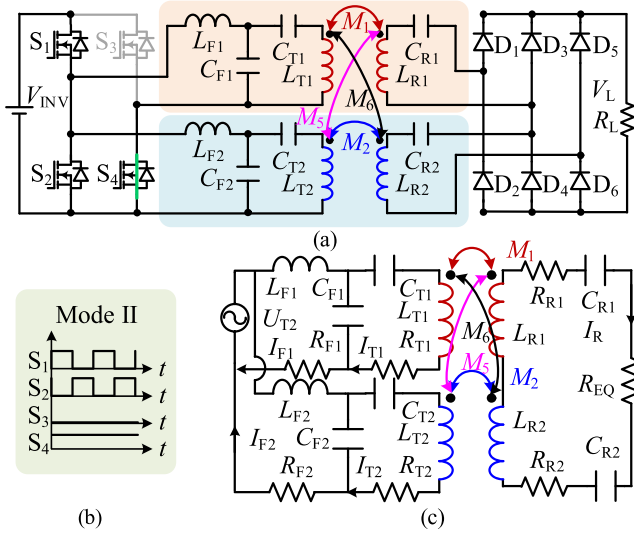 S1 S3 LF1 CT1 M1 CR1 D1 D3 D5
CF1 LT1 LR1
VINV M6 VL
M5 RL
LF2 M2 CR2
S2 S4 CF2 CT2 LT2 LR2 D2 D4 D6
(a)
Mode II
S1 t
S2 t
S3 t
S4 t
(b)
M1
LF1 CF1 CT1 RR1 CR1
UT2 LT1 M6 LR1 IR
IF1 RF1 IT1 RT1
M5 M2 REQ
LF2 CT2
CF2 LT2 LR2
IF2 CR2
RF2 IT2 RT2 RR2
(c)